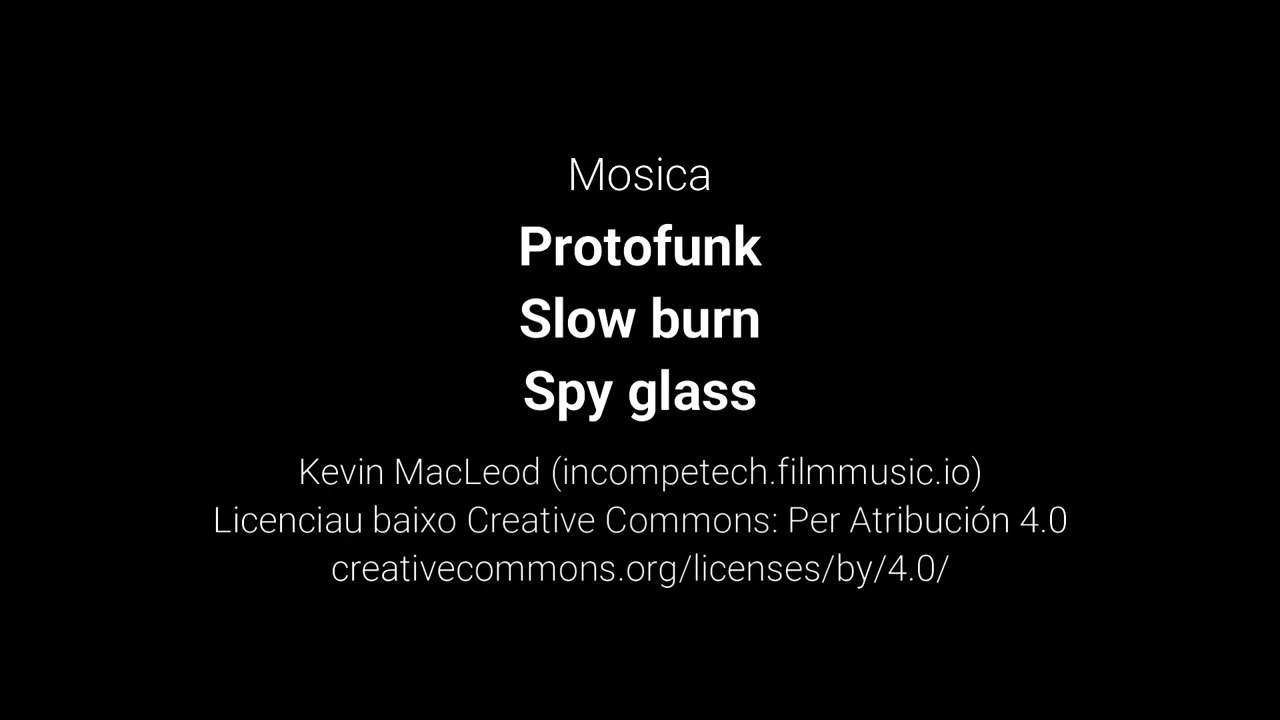 Mosica
Protofunk
Slow burn
Spy glass
Kevin MacLeod (incompetech.filmmusic.io)
Licenciau baixo Creative Commons: Per Atribución 4.0
creativecommons.org/licenses/by/4.0/